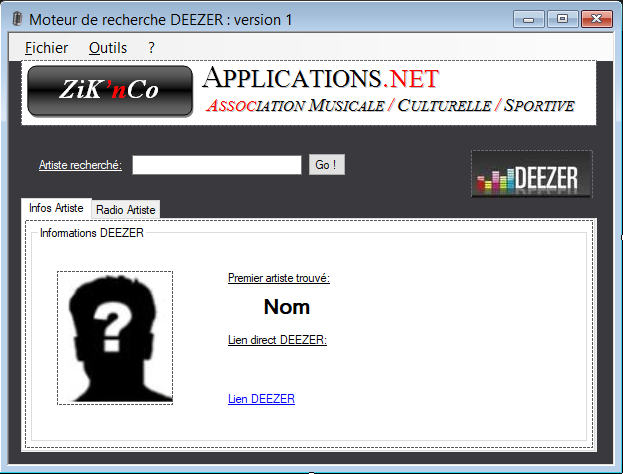 Moteur de recherche DEEZER : version 1
Fichier Outils ?
ZiK'nCo
APPLICATIONS.NET
ASSOCIATION MUSICALE / CULTURELLE / SPORTIVE
Artiste recherché: Go !
DEEZER
Infos Artiste Radio Artiste
Informations DEEZER
Premier artiste trouvé:
Nom
Lien direct DEEZER:
Lien DEEZER